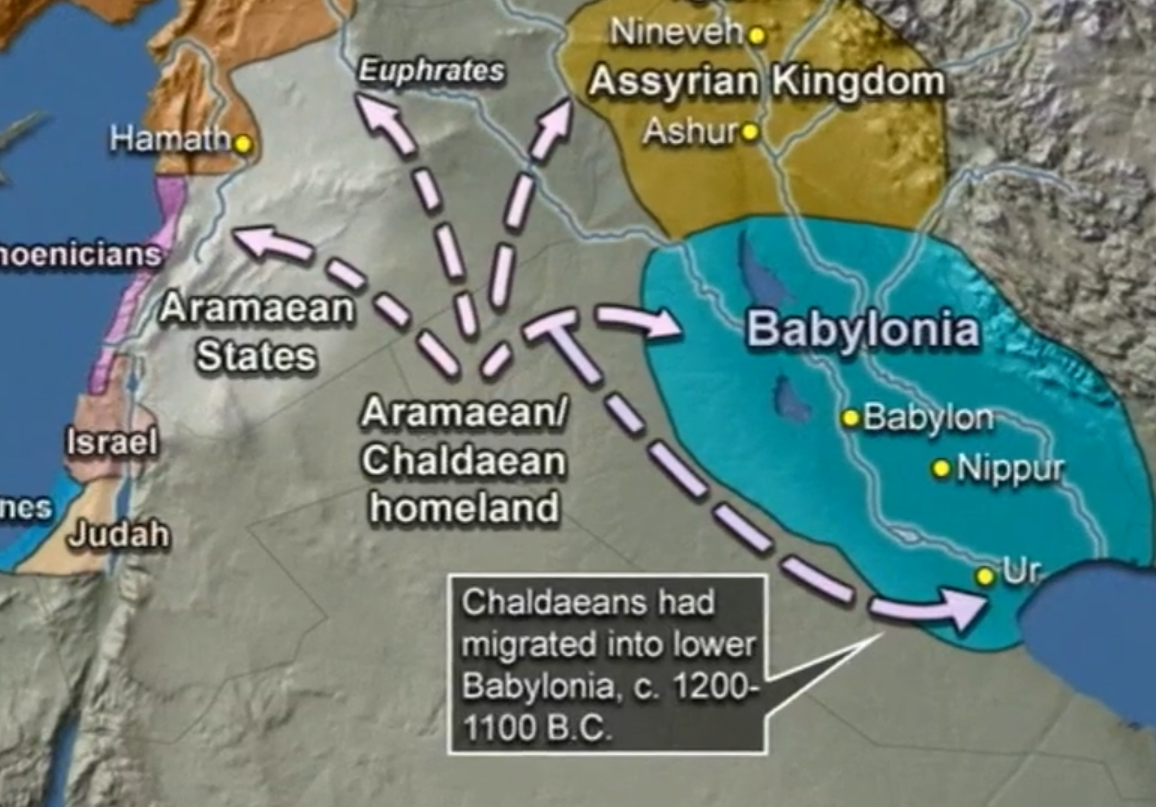 Nineveh
Euphrates
Assyrian Kingdom
Ashur
Hamath
hoenicians
Aramaean
States
Babylonia
Aramaean/
Chaldaean
homeland
Babylon
Israel
Nippur
nes
Judah
Ur
Chaldaeans had
migrated into lower
Babylonia, c. 1200-
1100 B.C.